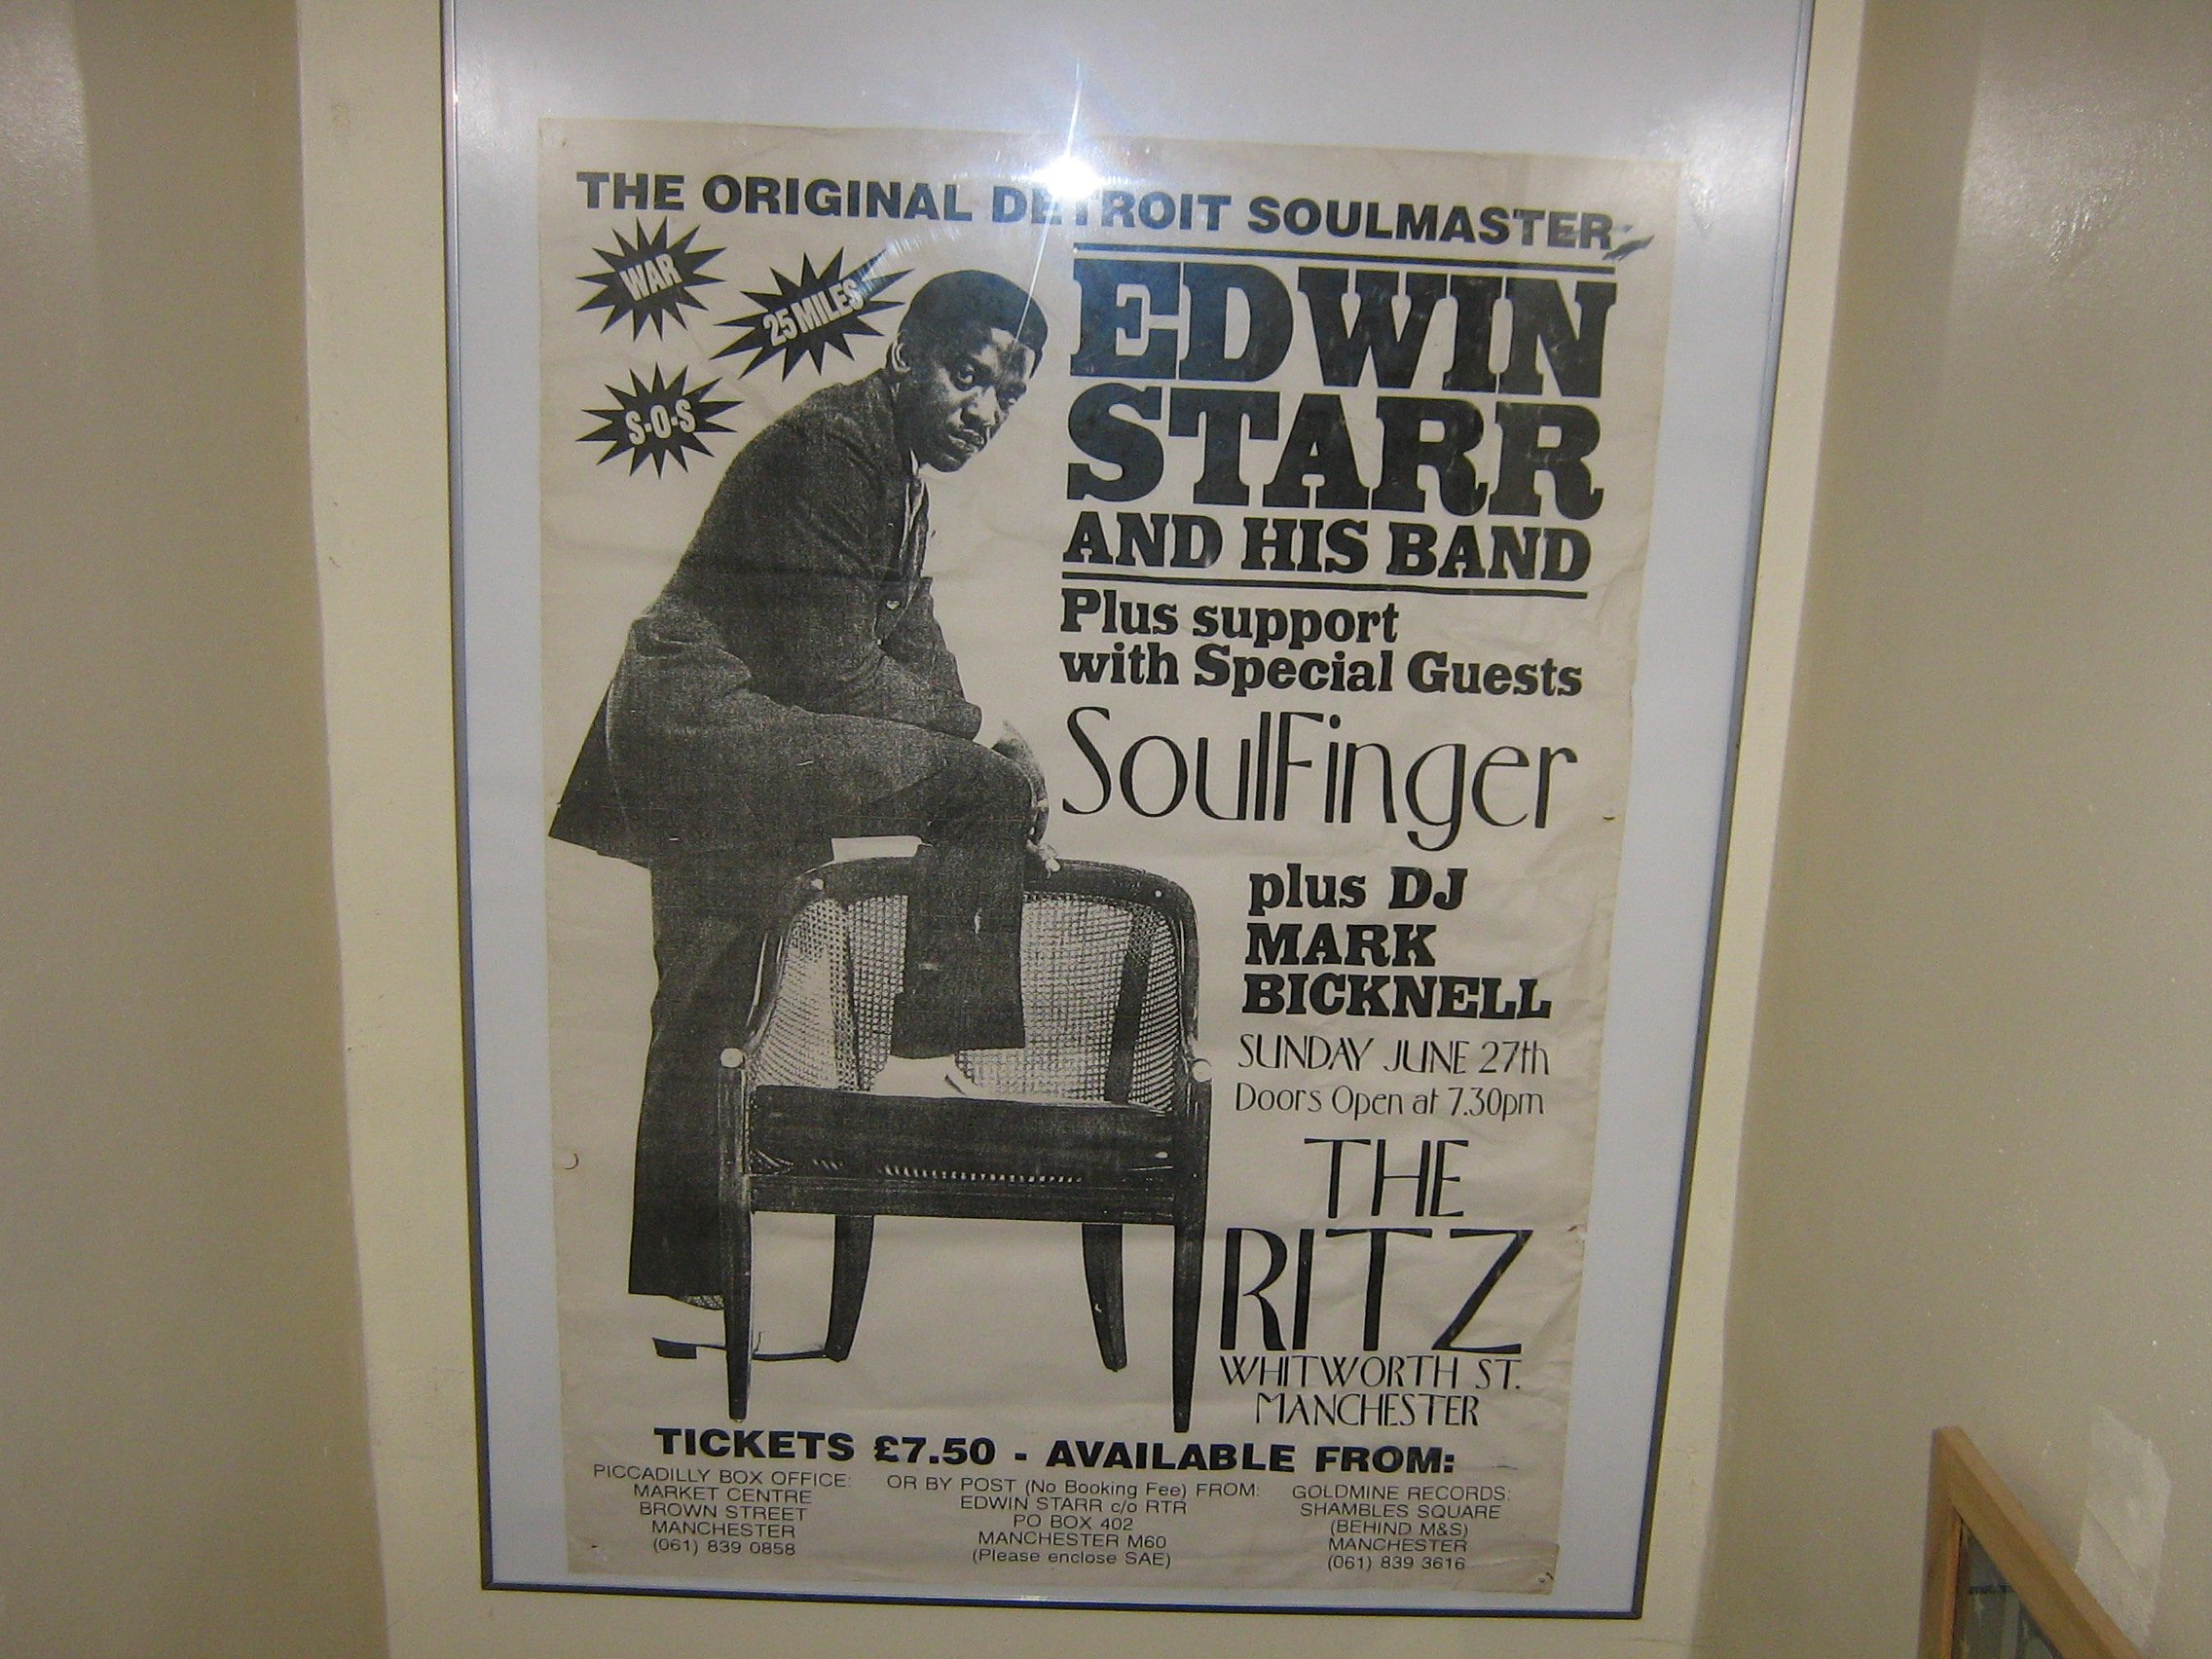 THE ORIGINAL DETROIT SOULMASTER
WAR
25 MILES
S-O-S
EDWIN
STARR
AND HIS BAND
Plus support
with Special Guests
SoulFinger
plus DJ
MARK
BICKNELL
SUNDAY JUNE 27th
Doors Open at 7.30pm
THE
RITZ
WHITWORTH ST.
MANCHESTER
TICKETS £7.50 - AVAILABLE FROM:
PICCADILLY BOX OFFICE:
MARKET CENTRE
BROWN STREET
MANCHESTER
(061) 839 0858
OR BY POST (No Booking Fee) FROM:
EDWIN STARR c/o RTR
PO BOX 402
MANCHESTER M60
(Please enclose SAE)
GOLDMINE RECORDS:
SHAMBLES SQUARE
(BEHIND M&S)
MANCHESTER
(061) 839 3616